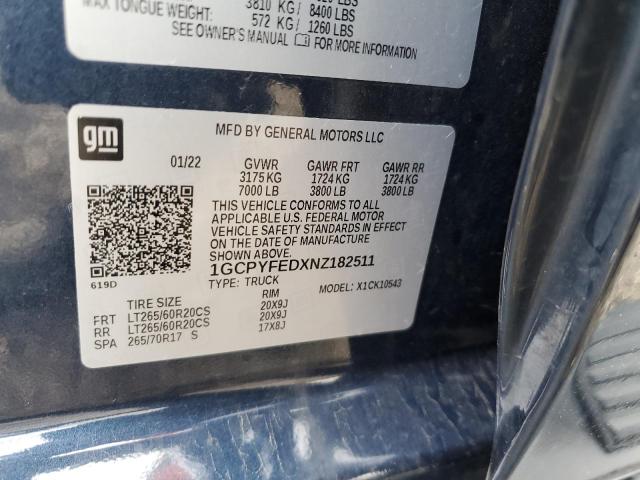 3810 KG / 8400 LBS
MAX TONGUE WEIGHT: 572 KG / 1260 LBS
SEE OWNER'S MANUAL FOR MORE INFORMATION
gm
MFD BY GENERAL MOTORS LLC
01/22 GVWR GAWR FRT GAWR RR
3175 KG 1724 KG 1724 KG
7000 LB 3800 LB 3800 LB
THIS VEHICLE CONFORMS TO ALL
APPLICABLE U.S. FEDERAL MOTOR
VEHICLE SAFETY STANDARDS IN EFFECT
ON THE DATE OF MANUFACTURE SHOWN ABOVE.
1GCPYFEDXNZ182511
619D
TYPE: TRUCK MODEL: X1CK10543
TIRE SIZE RIM
FRT LT265/60R20CS 20X9J
RR LT265/60R20CS 20X9J
SPA 265/70R17 S 17X8J